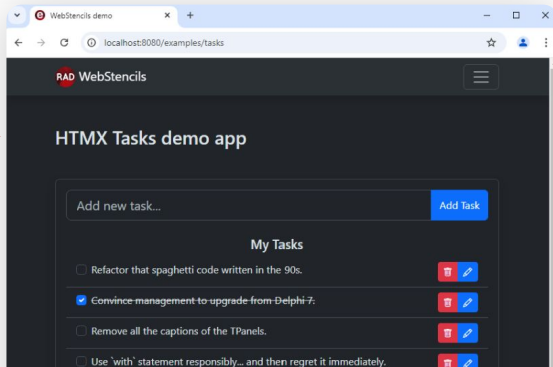 WebStencils demo
localhost:8080/examples/tasks
RAD WebStencils
HTMX Tasks demo app
Add new task...
Add Task
My Tasks
Refactor that spaghetti code written in the 90s.
Convince management to upgrade from Delphi 7.
Remove all the captions of the TPanels.
Use `with` statement responsibly... and then regret it immediately.